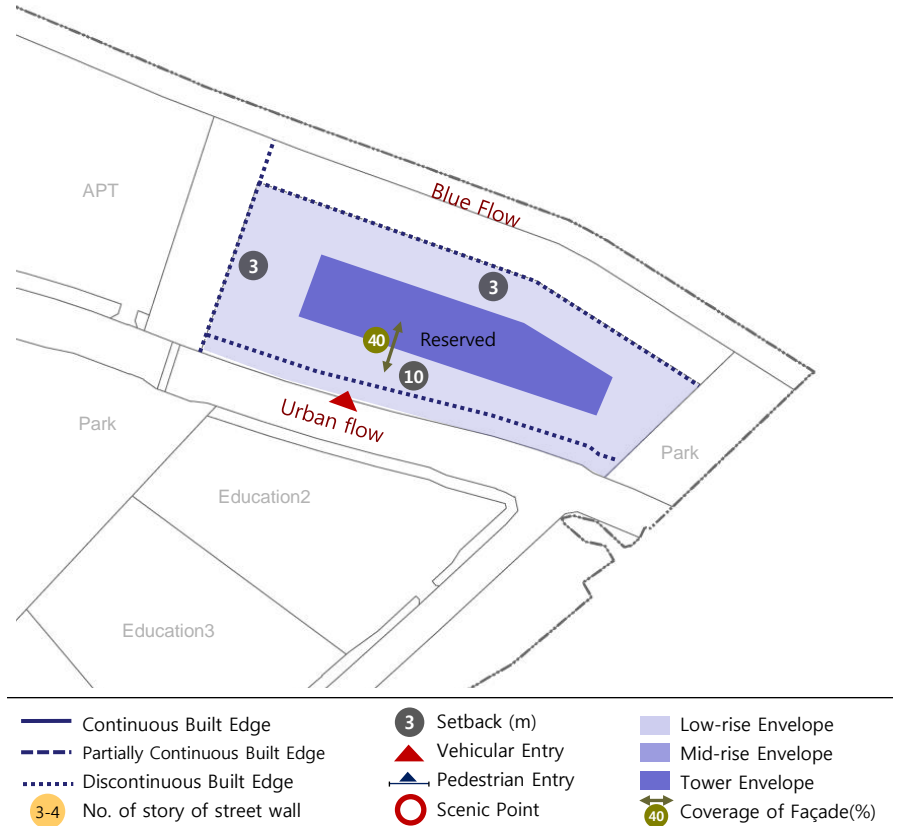 APT
Blue Flow
3
3
40
Reserved
10
Urban flow
Park
Park
Education2
Education3
Continuous Built Edge
Partially Continuous Built Edge
Discontinuous Built Edge
3-4 No. of story of street wall
3 Setback (m)
Vehicular Entry
Pedestrian Entry
Scenic Point
Low-rise Envelope
Mid-rise Envelope
Tower Envelope
40 Coverage of Façade(%)